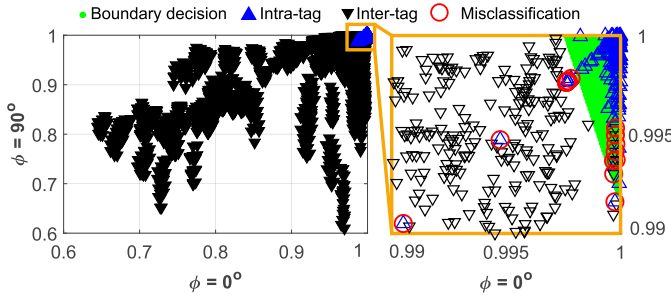 Boundary decision Intra-tag Inter-tag Misclassification
1
0.9
0.8
0.7
0.6
ϕ = 90°
0.6 0.7 0.8 0.9 1
ϕ = 0°
1
0.995
0.99
0.99 0.995 1
ϕ = 0°